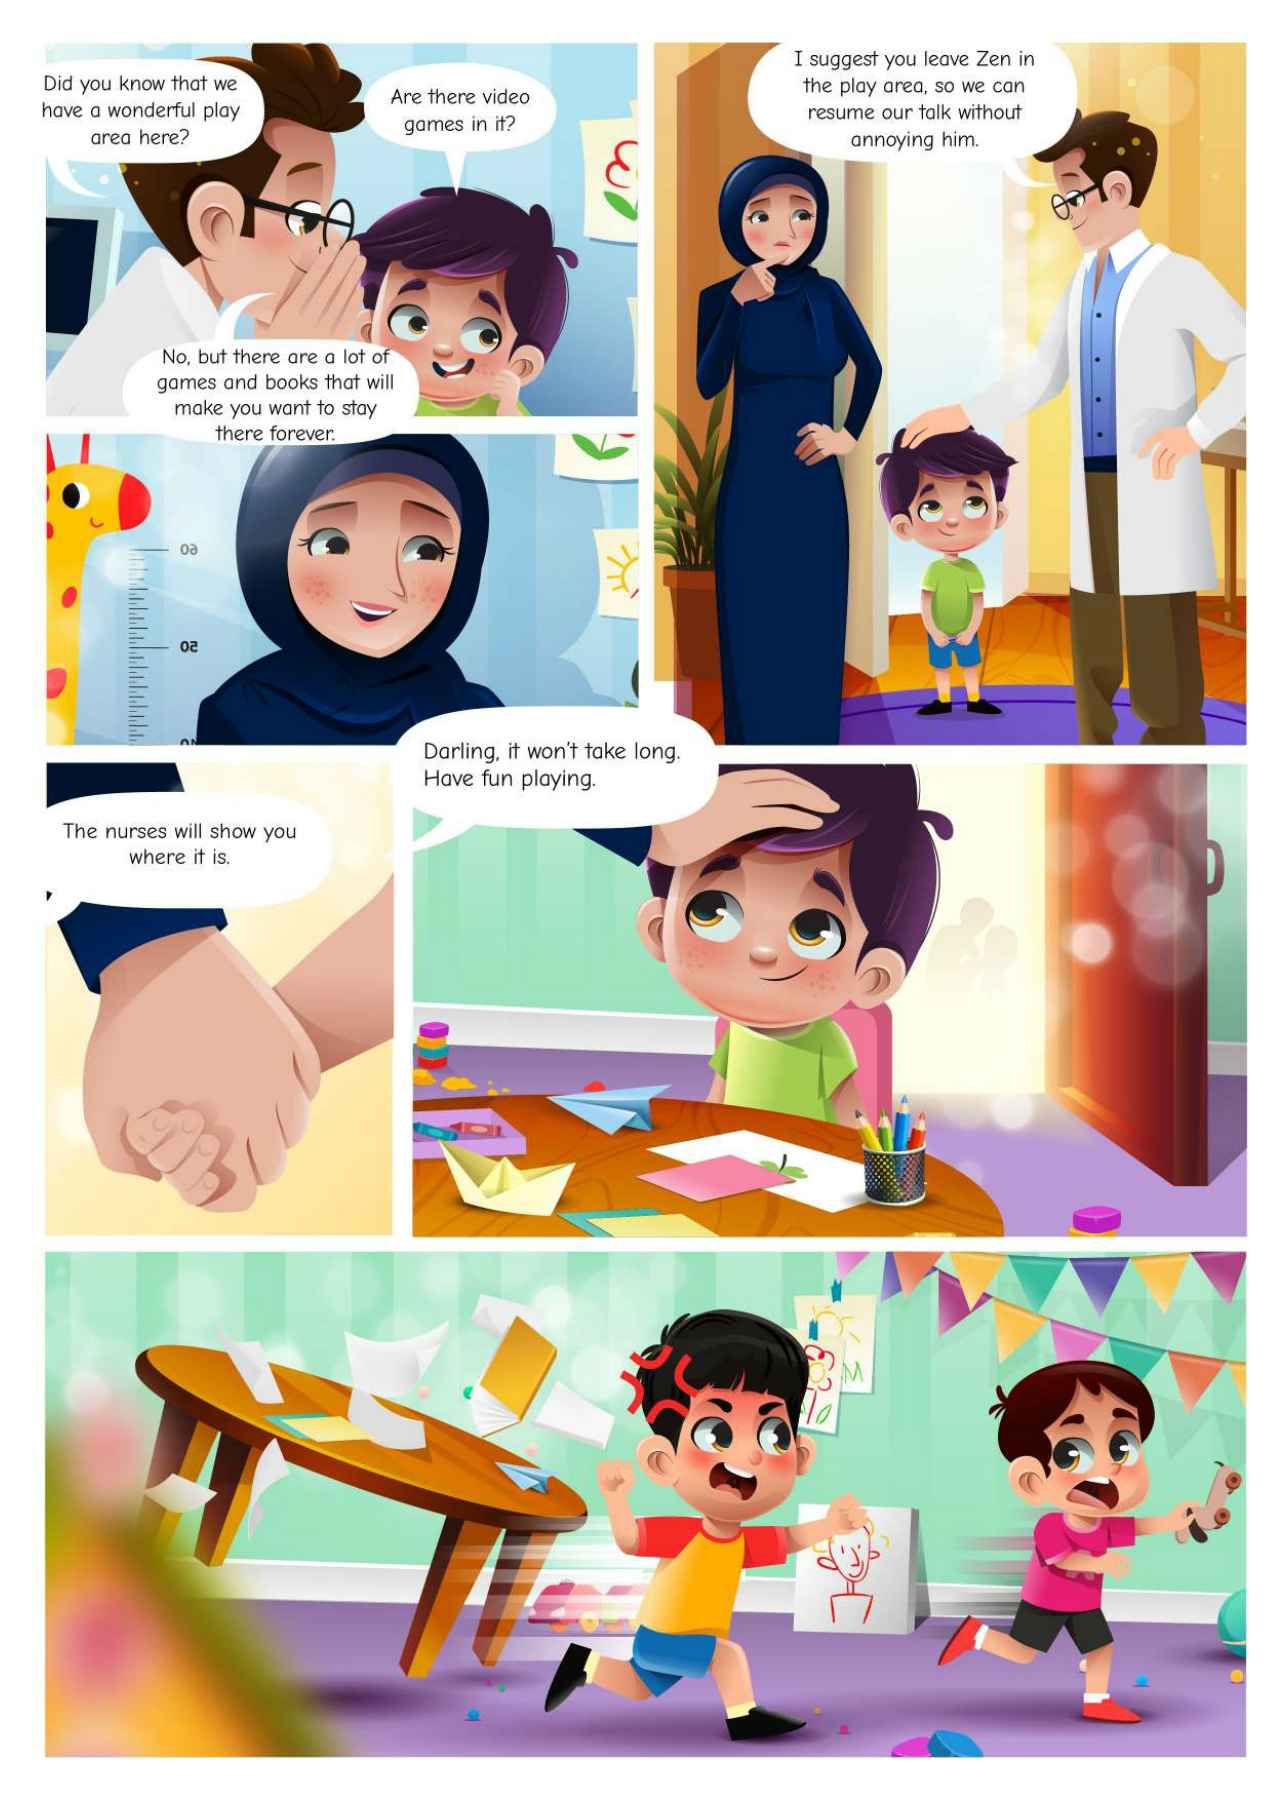 Did you know that we
have a wonderful play
area here?
Are there video
games in it?
No, but there are a lot of
games and books that will
make you want to stay
there forever.
I suggest you leave Zen in
the play area, so we can
resume our talk without
annoying him.
60
50
Darling, it won't take long.
Have fun playing.
The nurses will show you
where it is.